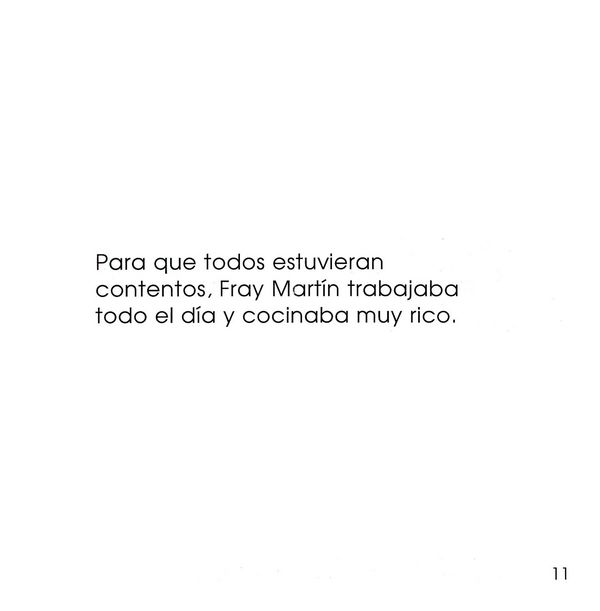 Para que todos estuvieran
contentos, Fray Martín trabajaba
todo el día y cocinaba muy rico.
11